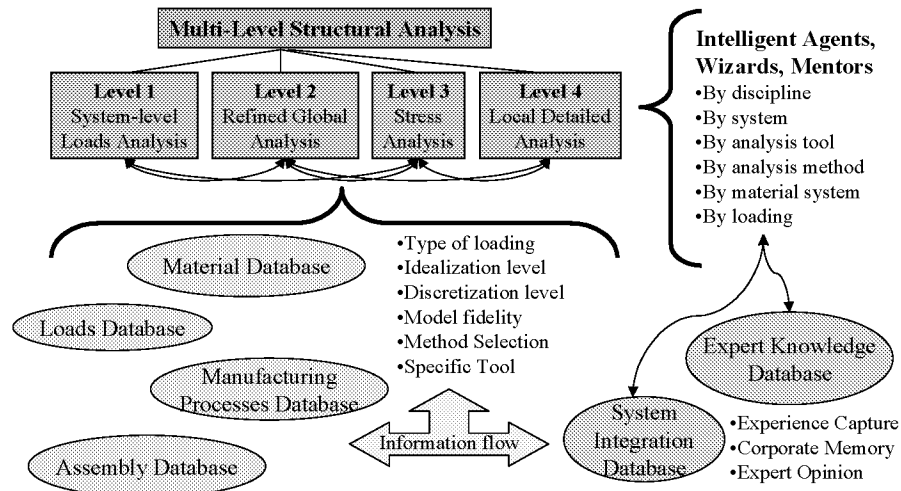 Multi-Level Structural Analysis
Level 1
System-level
Loads Analysis
Level 2
Refined Global
Analysis
Level 3
Stress
Analysis
Level 4
Local Detailed
Analysis
Intelligent Agents,
Wizards, Mentors
•By discipline
•By system
•By analysis tool
•By analysis method
•By material system
•By loading
Material Database
Loads Database
Manufacturing
Processes Database
Assembly Database
•Type of loading
•Idealization level
•Discretization level
•Model fidelity
•Method Selection
•Specific Tool
Information flow
System
Integration
Database
Expert Knowledge
Database
•Experience Capture
•Corporate Memory
•Expert Opinion